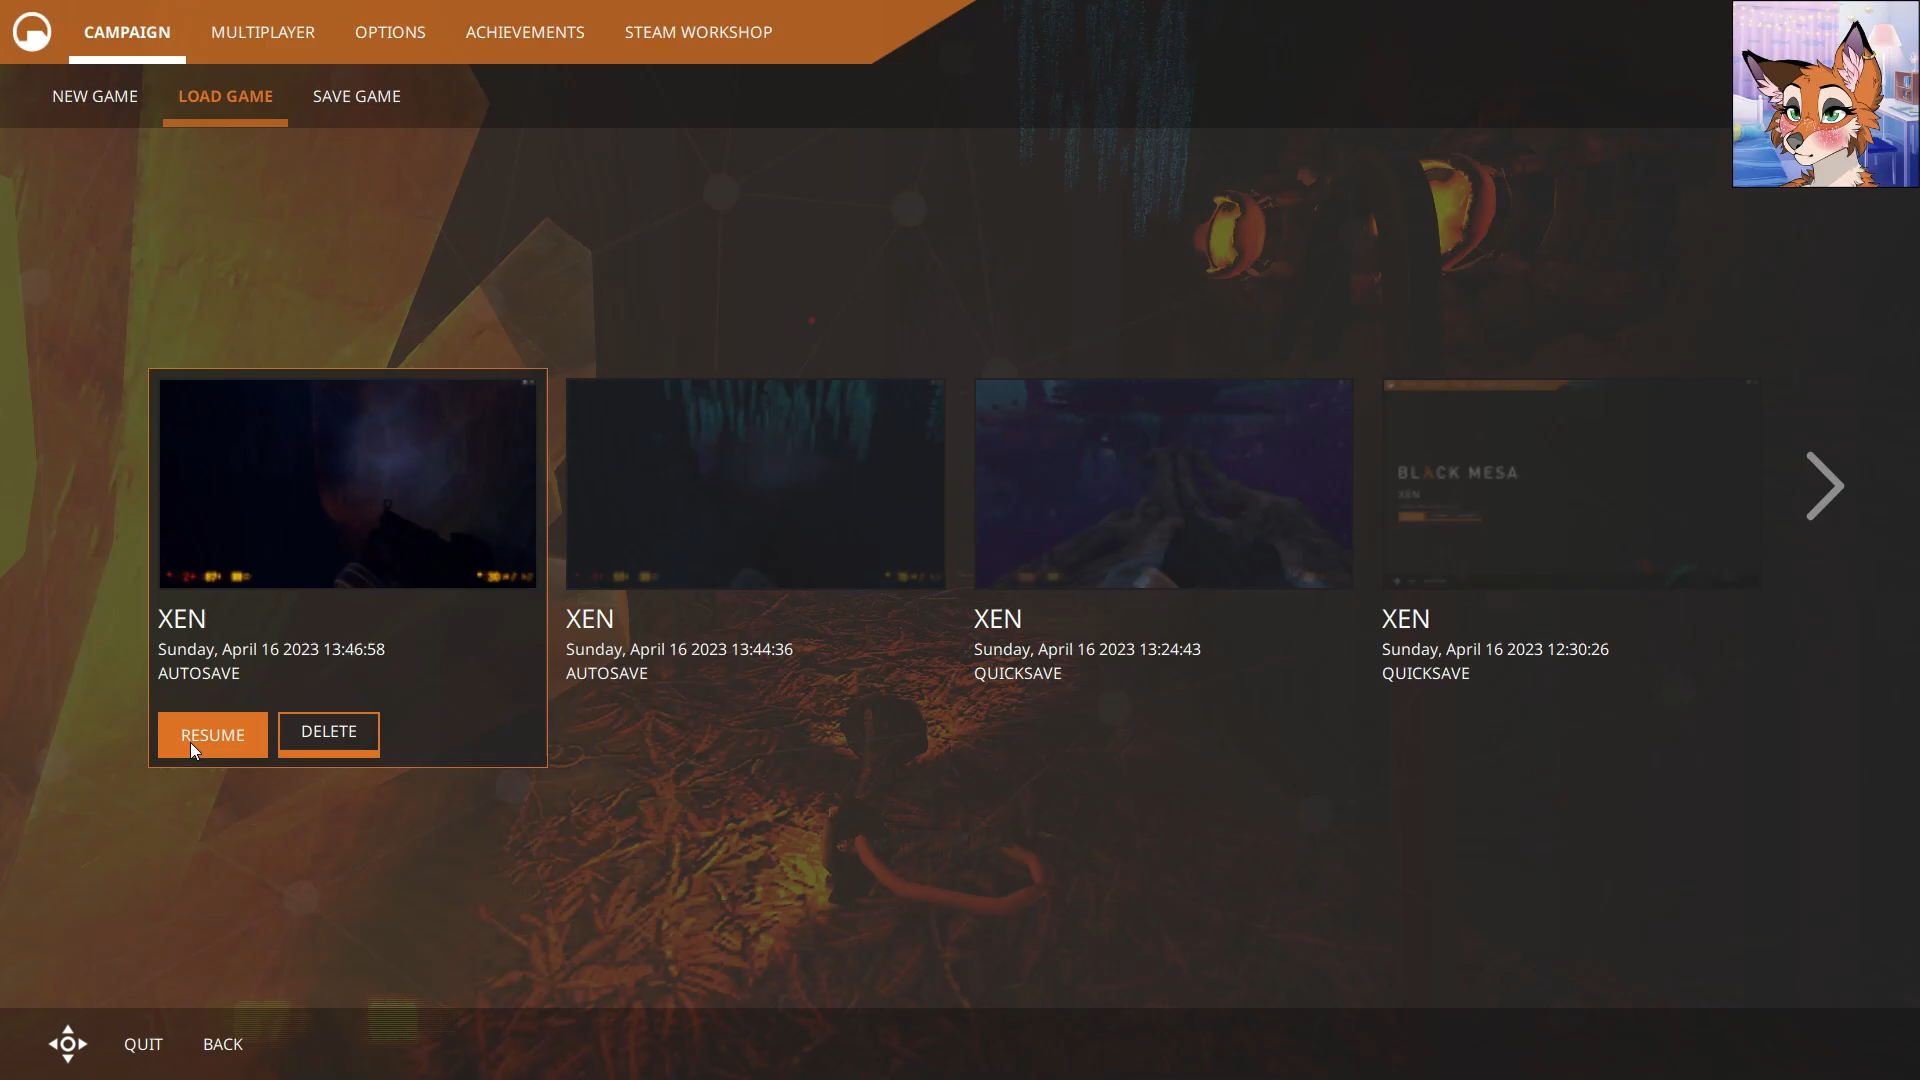 CAMPAIGN MULTIPLAYER OPTIONS ACHIEVEMENTS STEAM WORKSHOP
NEW GAME LOAD GAME SAVE GAME
BLACK MESA
XEN
XEN
Sunday, April 16 2023 13:46:58
AUTOSAVE
RESUME DELETE
XEN
Sunday, April 16 2023 13:44:36
AUTOSAVE
XEN
Sunday, April 16 2023 13:24:43
QUICKSAVE
XEN
Sunday, April 16 2023 12:30:26
QUICKSAVE
QUIT BACK